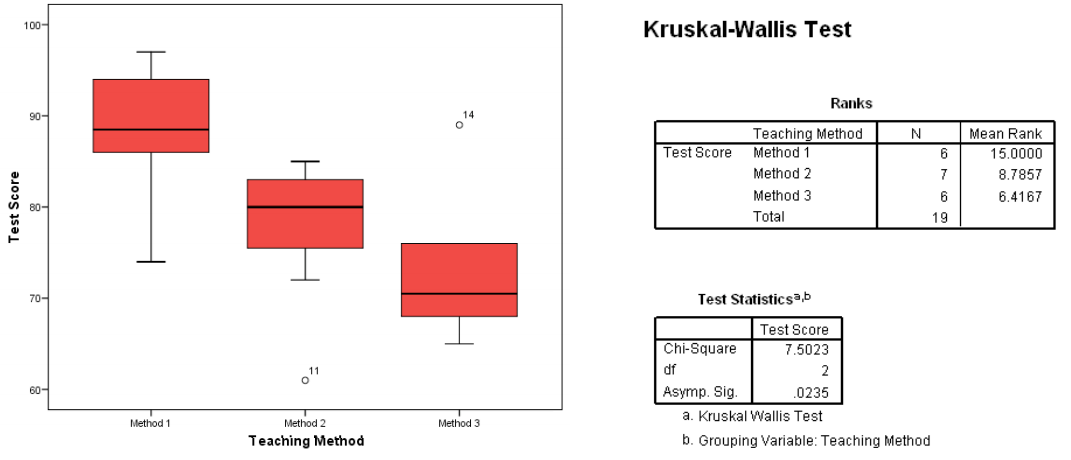 100
90
80
70
60
Test Score
14
11
Method 1 Method 2 Method 3
Teaching Method
Kruskal-Wallis Test
Ranks
Teaching Method N Mean Rank
Test Score Method 1 6 15.0000
Method 2 7 8.7857
Method 3 6 6.4167
Total 19
Test Statistics a,b
Test Score
Chi-Square 7.5023
df 2
Asymp. Sig. .0235
a. Kruskal Wallis Test
b. Grouping Variable: Teaching Method